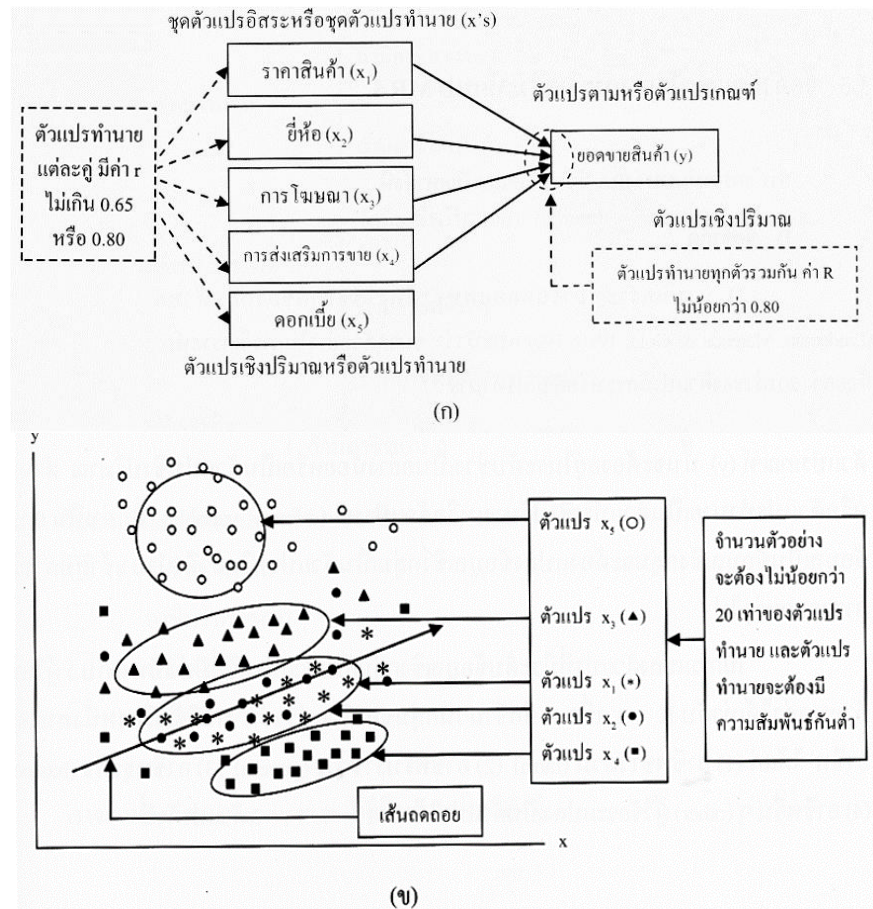 ชุดตัวแปรอิสระหรือชุดตัวแปรทำนาย (x's)
ราคาสินค้า (x₁)
ยี่ห้อ (x₂)
การโฆษณา (x₃)
การส่งเสริมการขาย (x₄)
ดอกเบี้ย (x₅)
ตัวแปรเชิงปริมาณหรือตัวแปรทำนาย
ตัวแปรทำนาย
แต่ละคู่ มีค่า r
ไม่เกิน 0.65
หรือ 0.80
ตัวแปรตามหรือตัวแปรเกณฑ์
ยอดขายสินค้า (y)
ตัวแปรเชิงปริมาณ
ตัวแปรทำนายทุกตัวรวมกัน ค่า R
ไม่น้อยกว่า 0.80
(ก)
y
ตัวแปร x₅ (○)
ตัวแปร x₃ (▲)
ตัวแปร x₁ (*)
ตัวแปร x₂ (●)
ตัวแปร x₄ (■)
จำนวนตัวอย่าง
จะต้องไม่น้อยกว่า
20 เท่าของตัวแปร
ทำนาย และตัวแปร
ทำนายจะต้องมี
ความสัมพันธ์กันต่ำ
เส้นถดถอย
x
(ข)